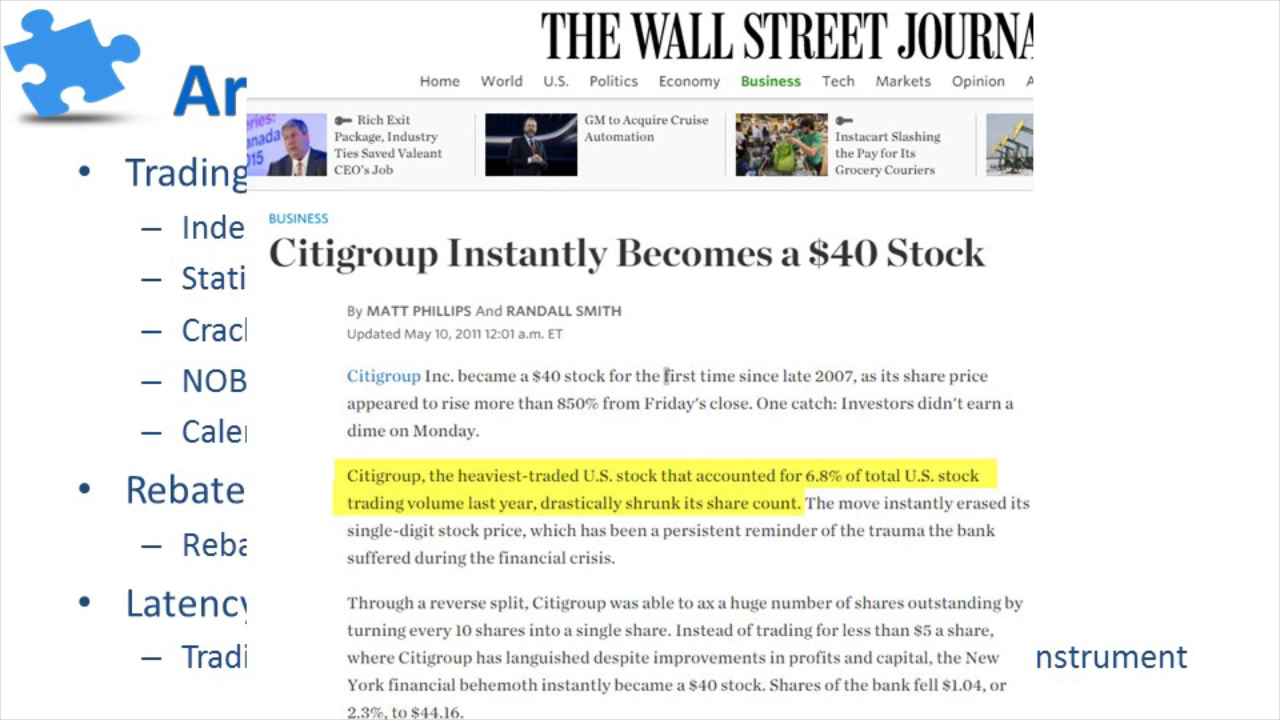 THE WALL STREET JOURNA
Home World U.S. Politics Economy Business Tech Markets Opinion A
Rich Exit
Package, Industry
Ties Saved Valeant
CEO's Job
GM to Acquire Cruise
Automation
Instacart Slashing
the Pay for Its
Grocery Couriers
Ar
• Trading
– Inde
– Stati
– Crac
– NOB
– Cale
• Rebate
– Reba
• Latency
– Tradi
nstrument
BUSINESS
Citigroup Instantly Becomes a $40 Stock
By MATT PHILLIPS And RANDALL SMITH
Updated May 10, 2011 12:01 a.m. ET
Citigroup Inc. became a $40 stock for the first time since late 2007, as its share price
appeared to rise more than 850% from Friday's close. One catch: Investors didn't earn a
dime on Monday.
Citigroup, the heaviest-traded U.S. stock that accounted for 6.8% of total U.S. stock
trading volume last year, drastically shrunk its share count. The move instantly erased its
single-digit stock price, which has been a persistent reminder of the trauma the bank
suffered during the financial crisis.
Through a reverse split, Citigroup was able to ax a huge number of shares outstanding by
turning every 10 shares into a single share. Instead of trading for less than $5 a share,
where Citigroup has languished despite improvements in profits and capital, the New
York financial behemoth instantly became a $40 stock. Shares of the bank fell $1.04, or
2.3%, to $44.16.